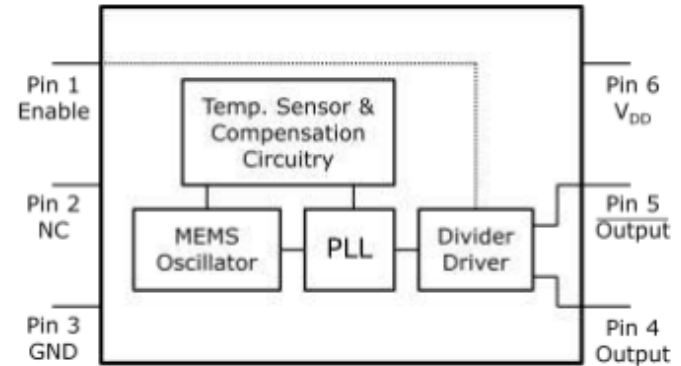 Pin 1
Enable
Pin 2
NC
Pin 3
GND
Temp. Sensor &
Compensation
Circuitry
MEMS
Oscillator
PLL
Divider
Driver
Pin 6
VDD
Pin 5
Output
Pin 4
Output